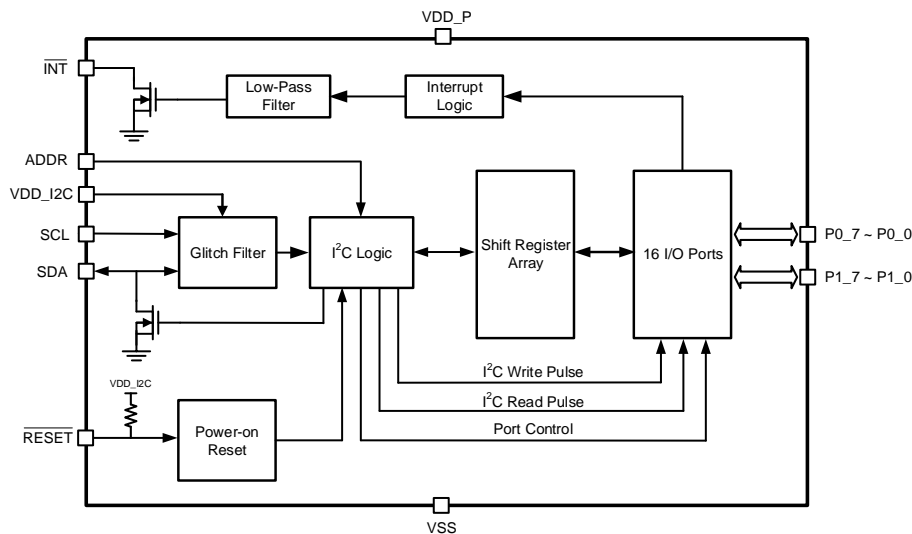 VDD_P
INT
Low-Pass
Filter
Interrupt
Logic
ADDR
VDD_I2C
SCL
SDA
Glitch Filter
I²C Logic
Shift Register
Array
16 I/O Ports
P0_7 ~ P0_0
P1_7 ~ P1_0
I²C Write Pulse
I²C Read Pulse
Port Control
VDD_I2C
RESET
Power-on
Reset
VSS